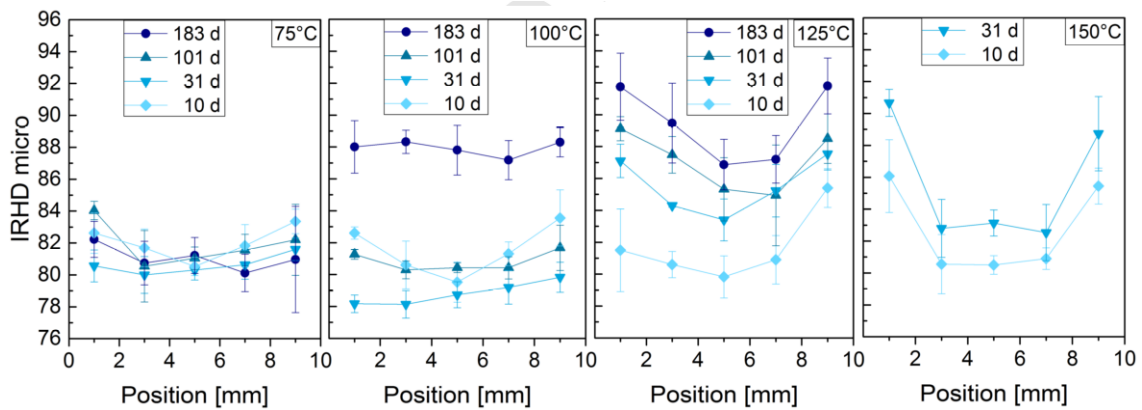 96
94
92
90
88
86
84
82
80
78
76
IRHD micro
183 d
101 d
31 d
10 d
75°C
0 2 4 6 8 10
Position [mm]
183 d
101 d
31 d
10 d
100°C
2 4 6 8 10
Position [mm]
183 d
101 d
31 d
10 d
125°C
0 2 4 6 8 10
Position [mm]
31 d
10 d
150°C
0 2 4 6 8 10
Position [mm]